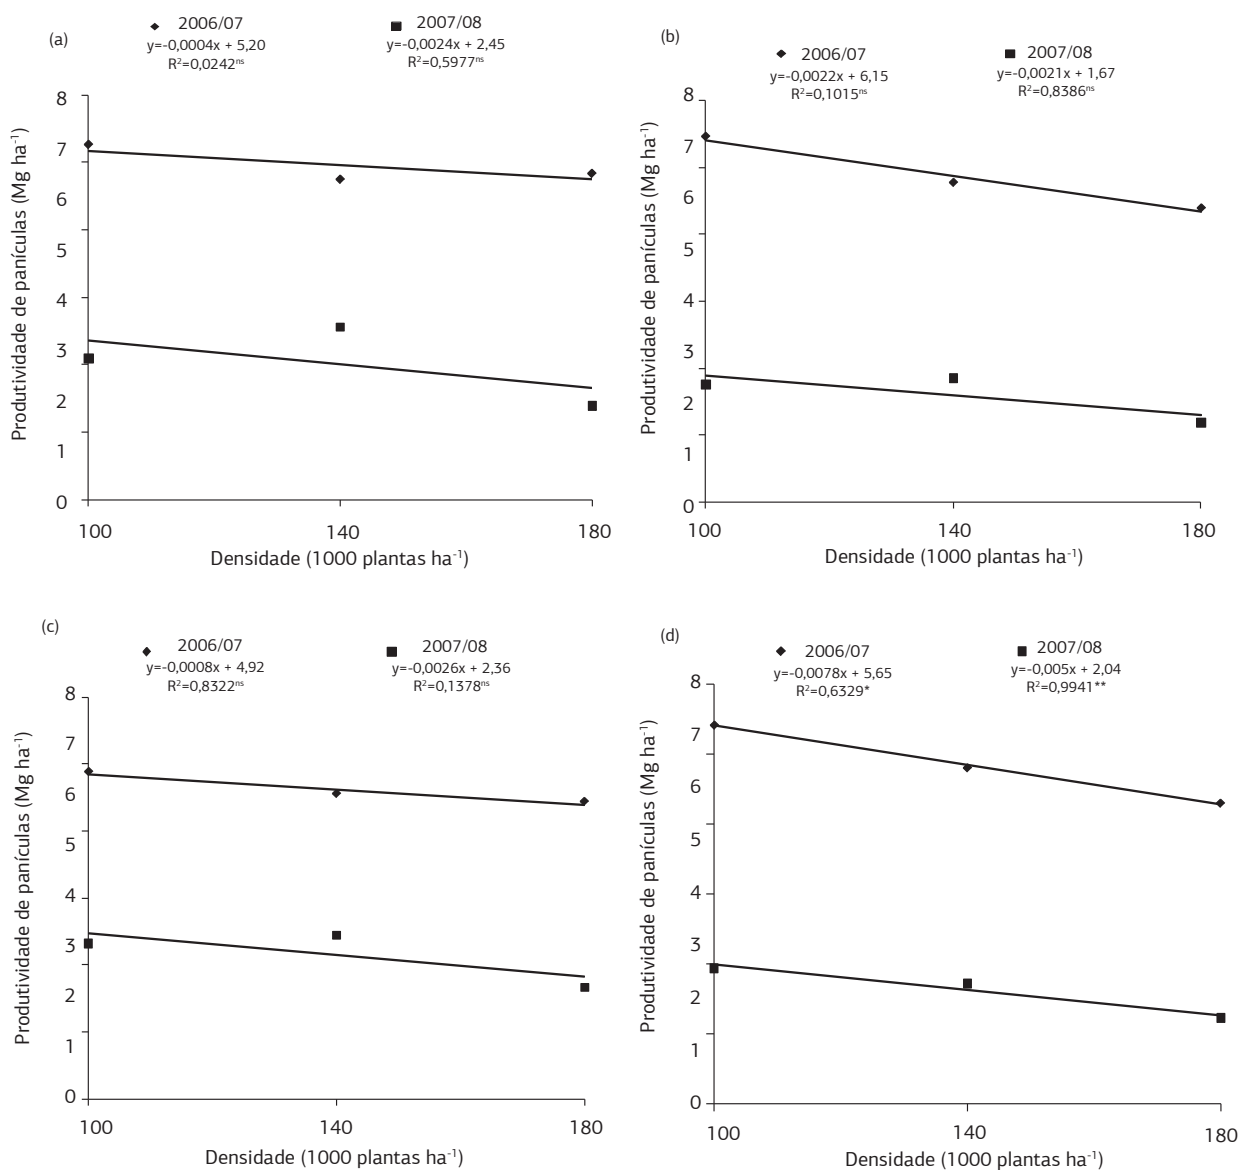 (a)
2006/07
2007/08
y=-0,0004x + 5,20
y=-0,0024x + 2,45
R²=0,0242ⁿˢ
R²=0,5977ⁿˢ
Produtividade de panículas (Mg ha⁻¹)
8
7
6
5
4
3
2
1
0
100
140
180
Densidade (1000 plantas ha⁻¹)
(b)
2006/07
2007/08
y=-0,0022x + 6,15
y=-0,0021x + 1,67
R²=0,1015ⁿˢ
R²=0,8386ⁿˢ
Produtividade de panículas (Mg ha⁻¹)
8
7
6
5
4
3
2
1
0
100
140
180
Densidade (1000 plantas ha⁻¹)
(c)
2006/07
2007/08
y=-0,0008x + 4,92
y=-0,0026x + 2,36
R²=0,8322ⁿˢ
R²=0,1378ⁿˢ
Produtividade de panículas (Mg ha⁻¹)
8
7
6
5
4
3
2
1
0
100
140
180
Densidade (1000 plantas ha⁻¹)
(d)
2006/07
2007/08
y=-0,0078x + 5,65
y=-0,005x + 2,04
R²=0,6329*
R²=0,9941**
Produtividade de panículas (Mg ha⁻¹)
8
7
6
5
4
3
2
1
0
100
140
180
Densidade (1000 plantas ha⁻¹)